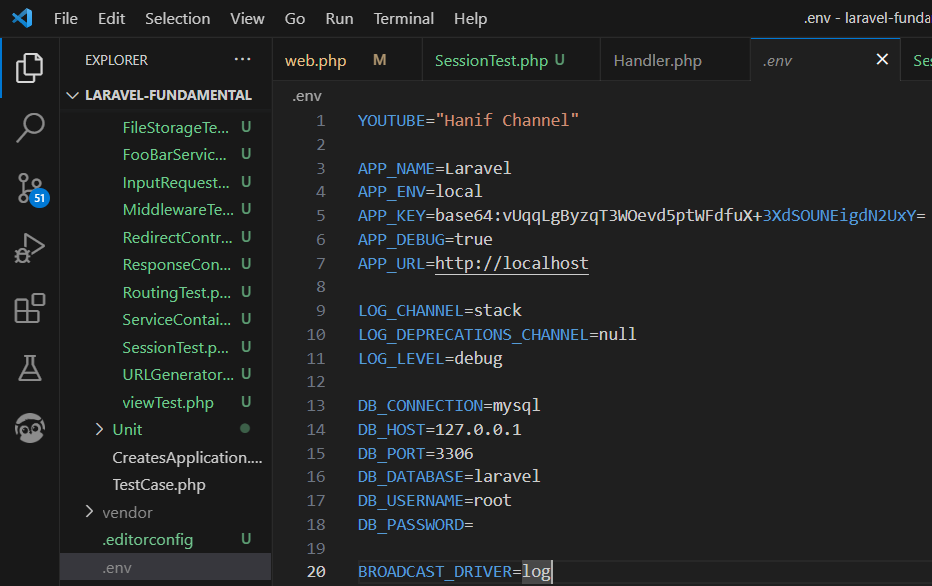 File Edit Selection View Go Run Terminal Help
.env - laravel-funda
EXPLORER
LARAVEL-FUNDAMENTAL
51
FileStorageTe... U
FooBarServic... U
InputRequest... U
MiddlewareTe... U
RedirectContr... U
ResponseCon... U
RoutingTest.p... U
ServiceContai... U
SessionTest.p... U
URLGenerator... U
viewTest.php U
Unit
CreatesApplication....
TestCase.php
vendor
.editorconfig U
.env
web.php M SessionTest.php U Handler.php .env Ses
.env
1 YOUTUBE="Hanif Channel"
2
3 APP_NAME=Laravel
4 APP_ENV=local
5 APP_KEY=base64:vUqqLgByzqT3WOevd5ptWFdfuX+3XdSOUNEigdN2UxY=
6 APP_DEBUG=true
7 APP_URL=http://localhost
8
9 LOG_CHANNEL=stack
10 LOG_DEPRECATIONS_CHANNEL=null
11 LOG_LEVEL=debug
12
13 DB_CONNECTION=mysql
14 DB_HOST=127.0.0.1
15 DB_PORT=3306
16 DB_DATABASE=laravel
17 DB_USERNAME=root
18 DB_PASSWORD=
19
20 BROADCAST_DRIVER=log